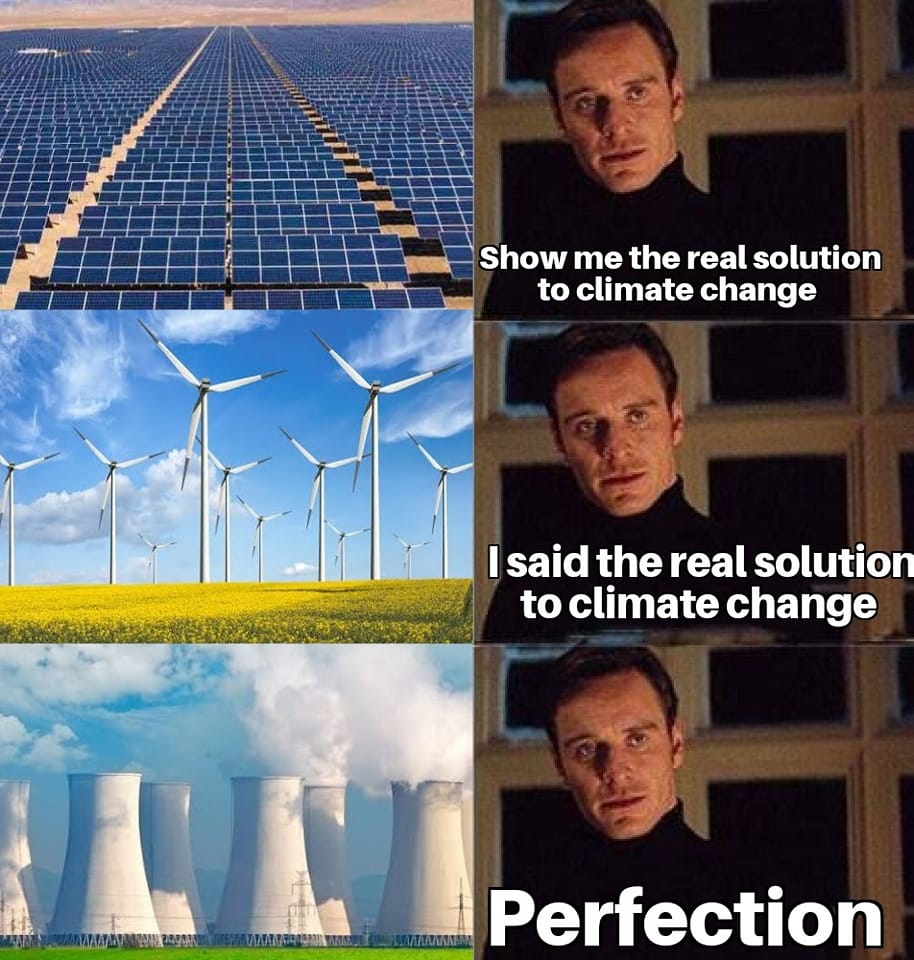 Show me the real solution
to climate change
I said the real solution
to climate change
Perfection